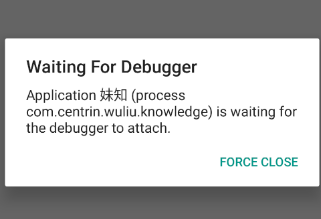 Waiting For Debugger
Application 妹知 (process
com.centrin.wuliu.knowledge) is waiting for
the debugger to attach.
FORCE CLOSE